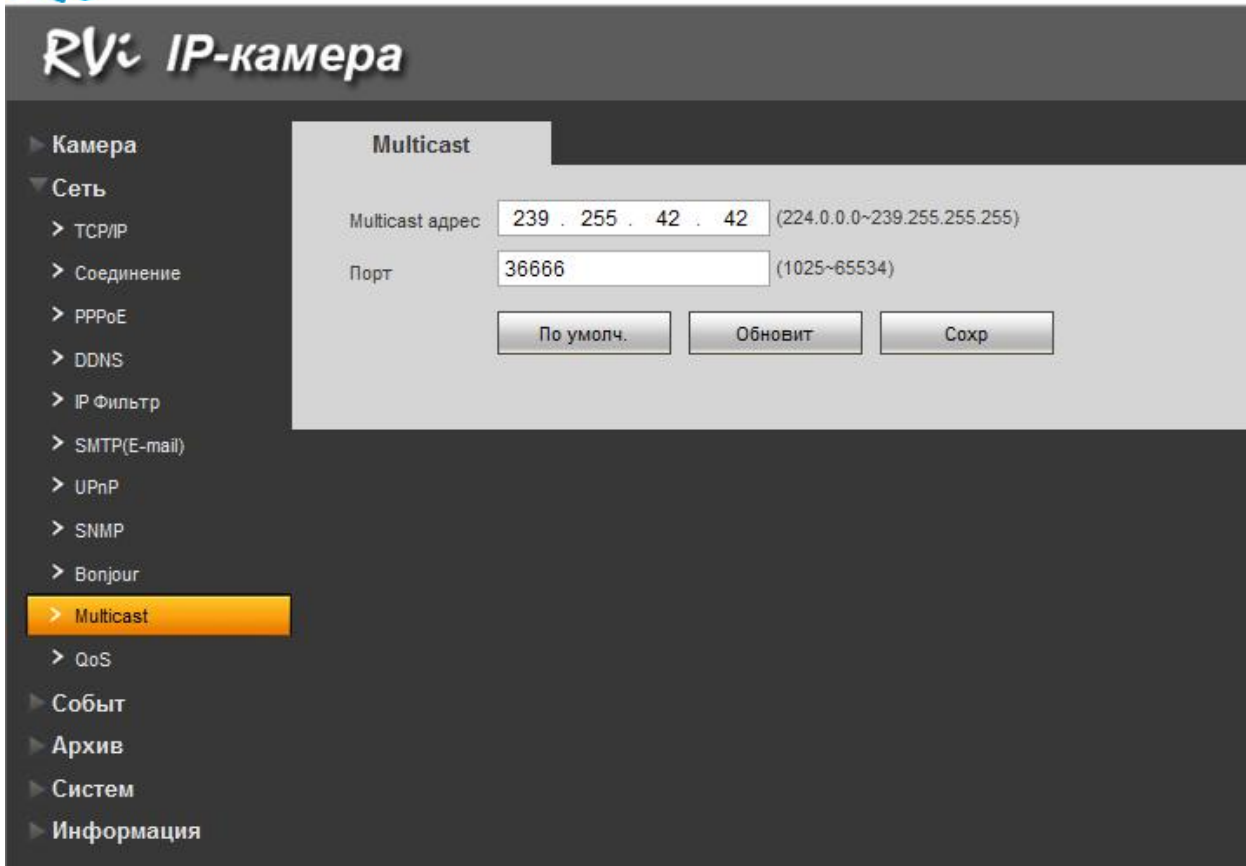 RVi IP-камера
Камера
Сеть
TCP/IP
Соединение
PPPoE
DDNS
IP Фильтр
SMTP(E-mail)
UPnP
SNMP
Bonjour
Multicast
QoS
Событ
Архив
Систем
Информация
Multicast
Multicast адрес 239 . 255 . 42 . 42 (224.0.0.0~239.255.255.255)
Порт 36666 (1025~65534)
По умолч. Обновит Сохр